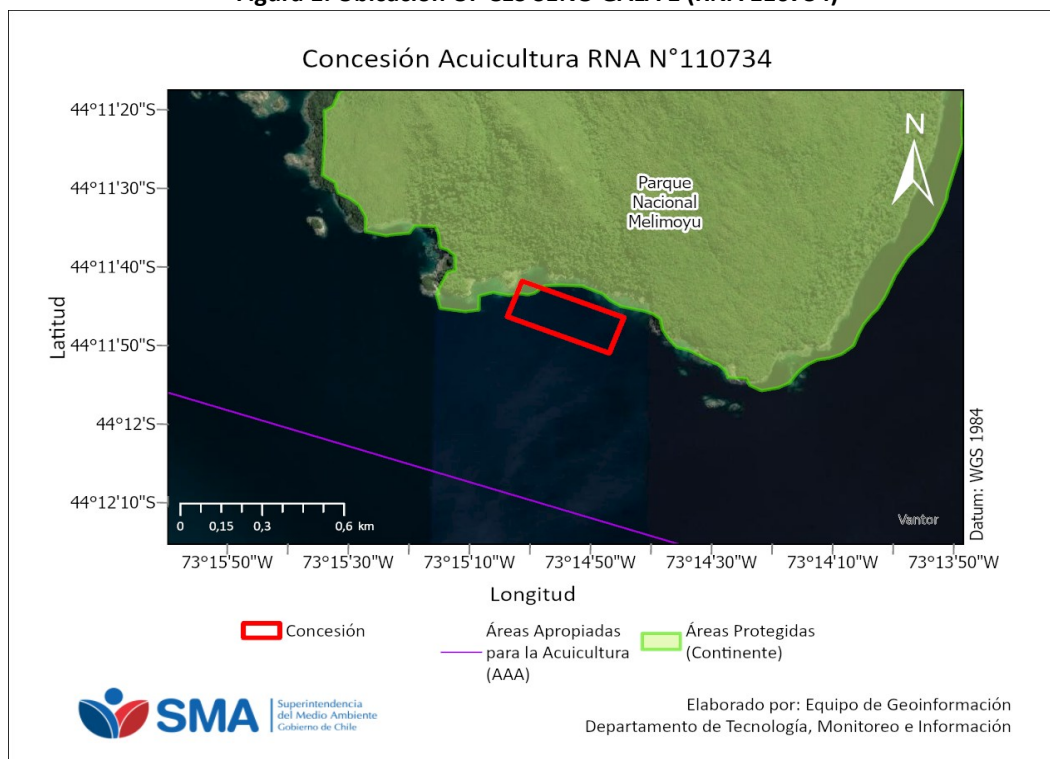 Concesión Acuicultura RNA N°110734
44°11'20"S
44°11'30"S
44°11'40"S
44°11'50"S
44°12'S
44°12'10"S
Latitud
N
Parque
Nacional
Melimoyu
Datum: WGS 1984
0 0,15 0,3 0,6 km
Vantor
73°15'50"W 73°15'30"W 73°15'10"W 73°14'50"W 73°14'30"W 73°14'10"W 73°13'50"W
Longitud
Concesión
Áreas Apropiadas
para la Acuicultura
(AAA)
Áreas Protegidas
(Continente)
SMA
Superintendencia
del Medio Ambiente
Gobierno de Chile
Elaborado por: Equipo de Geoinformación
Departamento de Tecnología, Monitoreo e Información